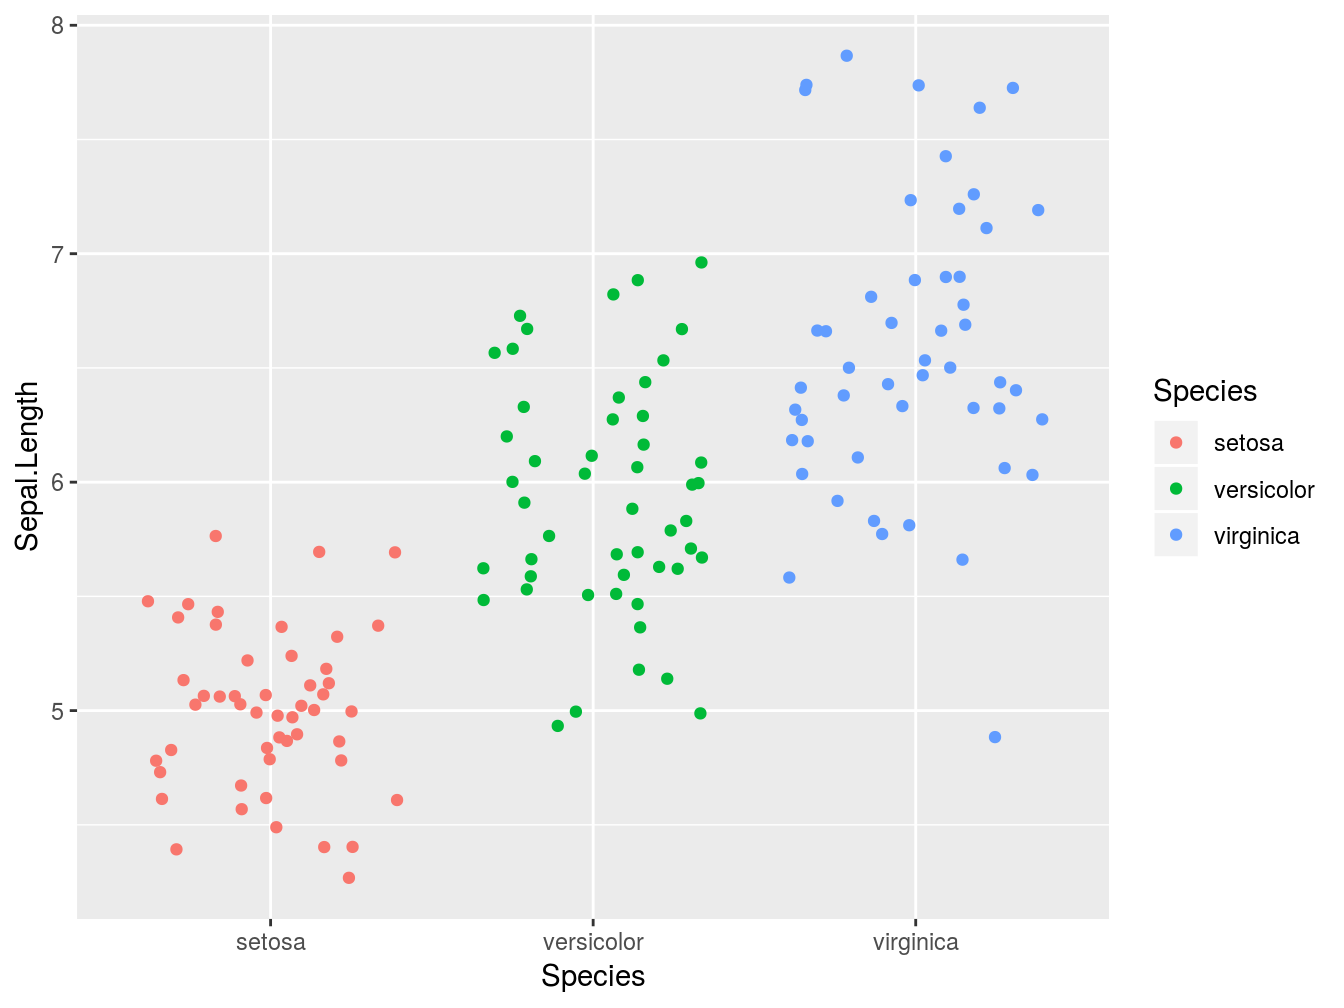 8
7
6
5
Sepal.Length
setosa
versicolor
virginica
Species
Species
setosa
versicolor
virginica